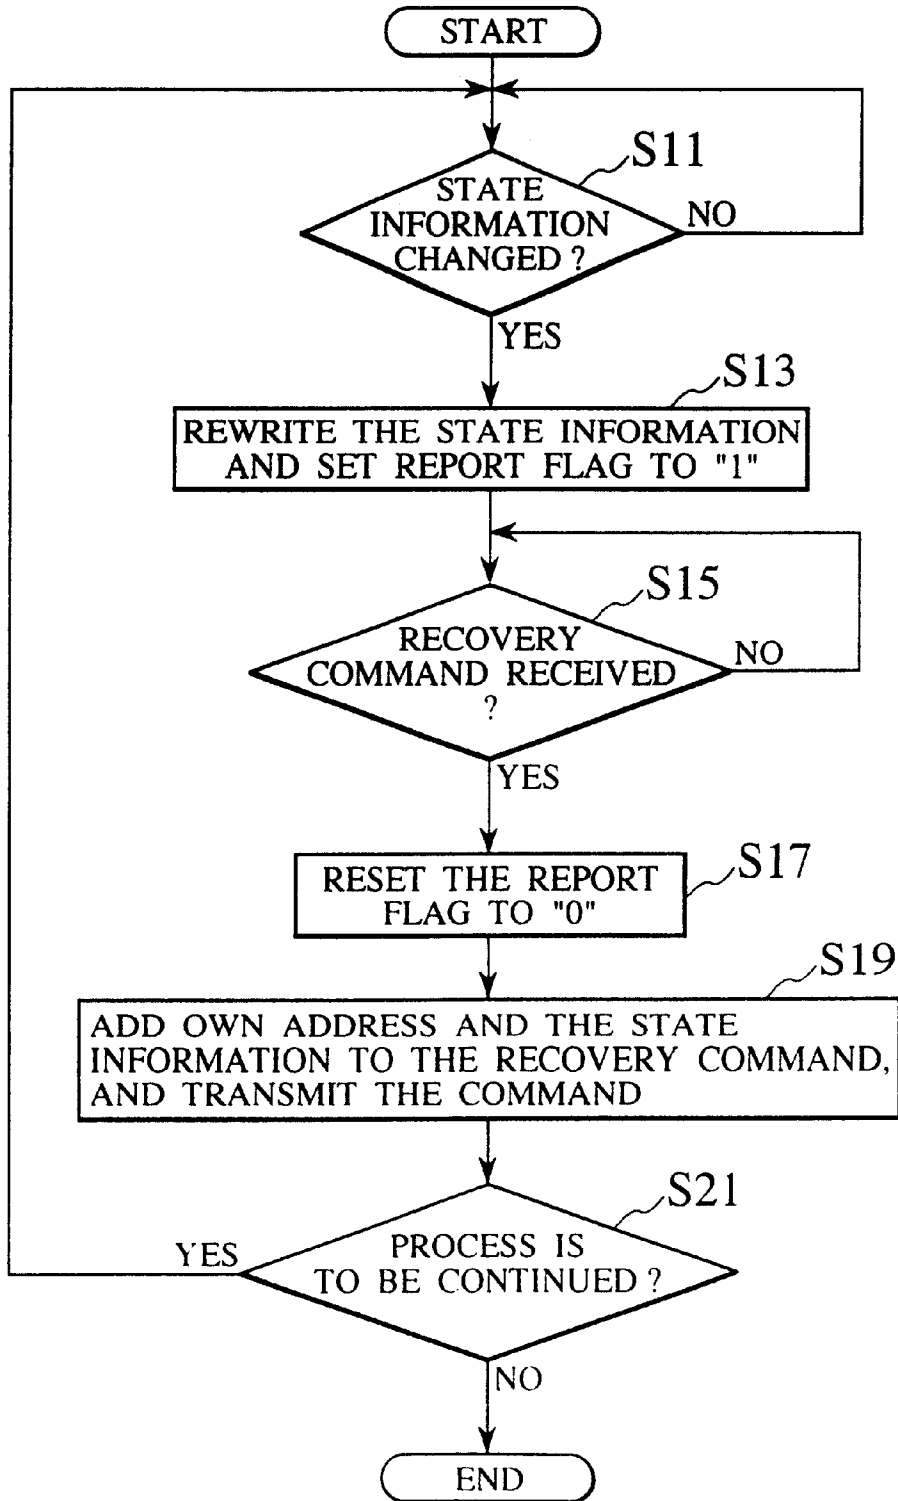 START
S11
STATE
INFORMATION
CHANGED ?
NO
YES
S13
REWRITE THE STATE INFORMATION
AND SET REPORT FLAG TO "1"
S15
RECOVERY
COMMAND RECEIVED
?
NO
YES
S17
RESET THE REPORT
FLAG TO "0"
S19
ADD OWN ADDRESS AND THE STATE
INFORMATION TO THE RECOVERY COMMAND,
AND TRANSMIT THE COMMAND
S21
YES
PROCESS IS
TO BE CONTINUED ?
NO
END